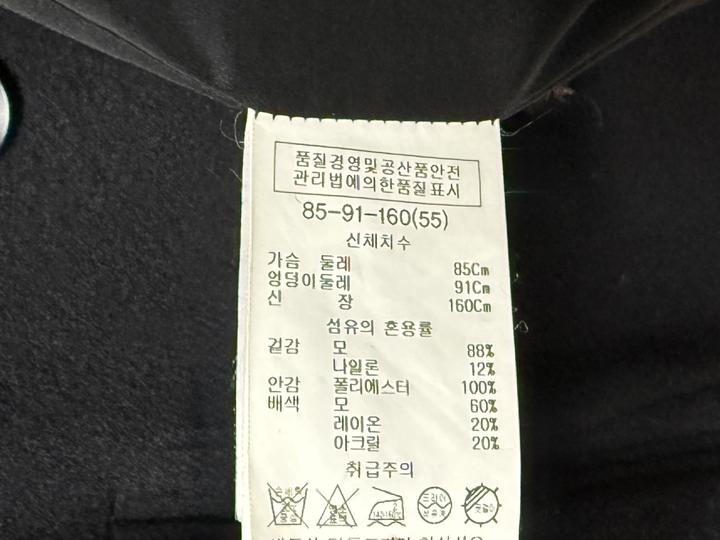 품질경영및공산품안전
관리법에의한품질표시
85-91-160(55)
신체치수
가슴 둘레 85Cm
엉덩이둘레 91Cm
신 장 160Cm
섬유의 혼용률
겉감 모 88%
나일론 12%
안감 폴리에스터 100%
배색 모 60%
레이온 20%
아크릴 20%
취급주의
드라이